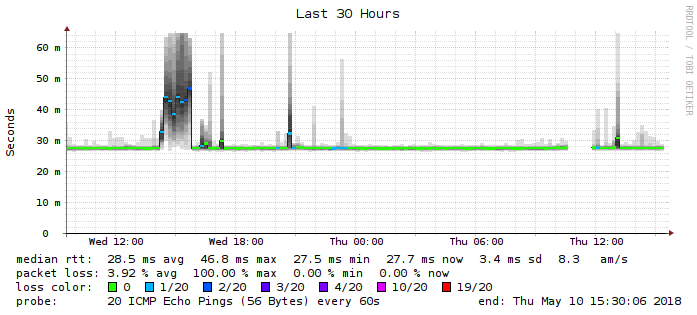 Last 30 Hours
RRDTOOL / TOBI OETIKER
Seconds
60 m
50 m
40 m
30 m
20 m
10 m
0
Wed 12:00 Wed 18:00 Thu 00:00 Thu 06:00 Thu 12:00
median rtt: 28.5 ms avg 46.8 ms max 27.5 ms min 27.7 ms now 3.4 ms sd 8.3 am/s
packet loss: 3.92 % avg 100.00 % max 0.00 % min 0.00 % now
loss color: 0 1/20 2/20 3/20 4/20 10/20 19/20
probe: 20 ICMP Echo Pings (56 Bytes) every 60s end: Thu May 10 15:30:06 2018